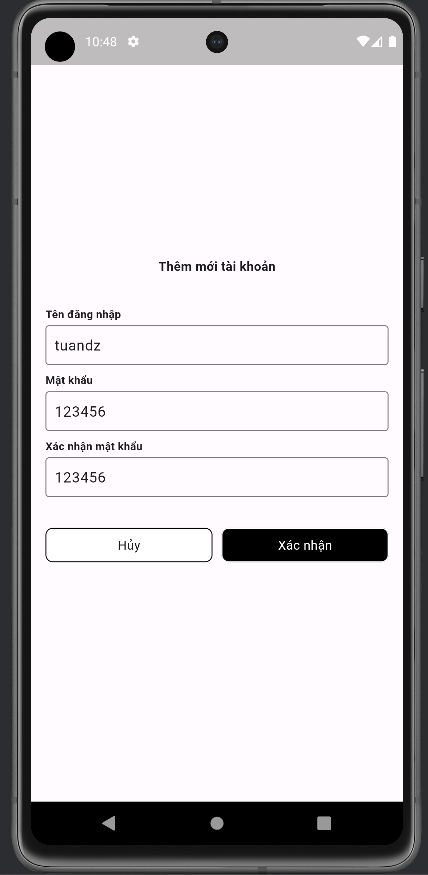 10:48
Thêm mới tài khoản
Tên đăng nhập
tuandz
Mật khẩu
123456
Xác nhận mật khẩu
123456
Hủy Xác nhận